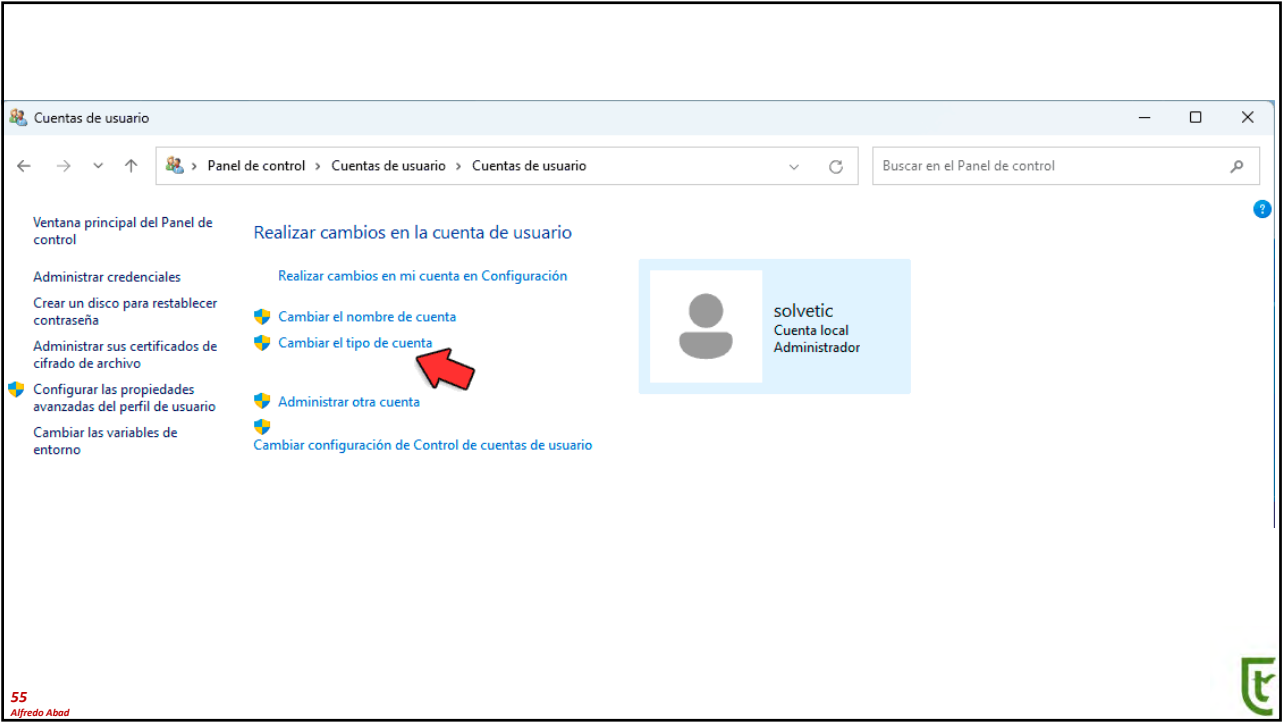 Cuentas de usuario
Panel de control > Cuentas de usuario > Cuentas de usuario
Buscar en el Panel de control
Ventana principal del Panel de
control
Administrar credenciales
Crear un disco para restablecer
contraseña
Administrar sus certificados de
cifrado de archivo
Configurar las propiedades
avanzadas del perfil de usuario
Cambiar las variables de
entorno
Realizar cambios en la cuenta de usuario
Realizar cambios en mi cuenta en Configuración
Cambiar el nombre de cuenta
Cambiar el tipo de cuenta
Administrar otra cuenta
Cambiar configuración de Control de cuentas de usuario
solvetic
Cuenta local
Administrador
?
55
Alfredo Abad